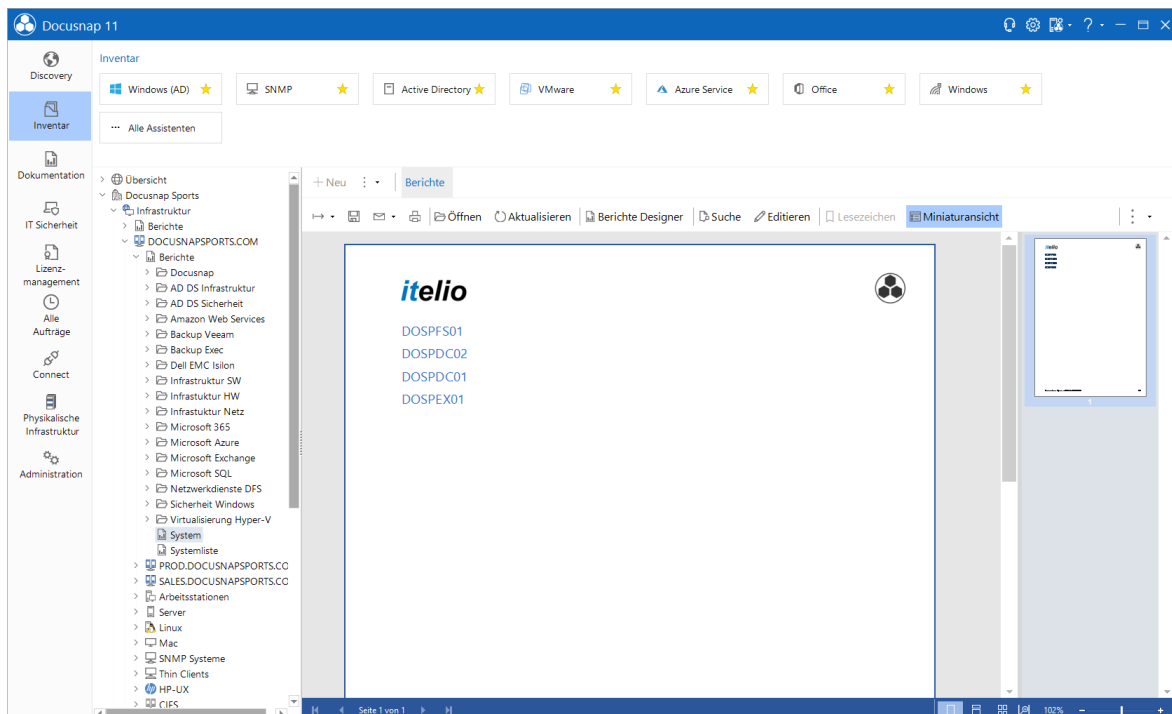 Docusnap 11
?
Discovery
Inventar
Dokumentation
IT Sicherheit
Lizenz-
management
Alle
Aufträge
Connect
Physikalische
Infrastruktur
Administration
Inventar
Windows (AD)
SNMP
Active Directory
VMware
Azure Service
Office
Windows
Alle Assistenten
Übersicht
Docusnap Sports
Infrastruktur
Berichte
DOCUSNAPSPORTS.COM
Berichte
Docusnap
AD DS Infrastruktur
AD DS Sicherheit
Amazon Web Services
Backup Veeam
Backup Exec
Dell EMC Isilon
Infrastruktur SW
Infrastuktur HW
Infrastuktur Netz
Microsoft 365
Microsoft Azure
Microsoft Exchange
Microsoft SQL
Netzwerkdienste DFS
Sicherheit Windows
Virtualisierung Hyper-V
System
Systemliste
PROD.DOCUSNAPSPORTS.CO
SALES.DOCUSNAPSPORTS.CO
Arbeitsstationen
Server
Linux
Mac
SNMP Systeme
Thin Clients
HP-UX
CIFS
Neu
Berichte
Öffnen Aktualisieren Berichte Designer Suche Editieren Lesezeichen Miniaturansicht
itelio
DOSPFS01
DOSPDC02
DOSPDC01
DOSPEX01
itelio
1
Seite 1 von 1
102%